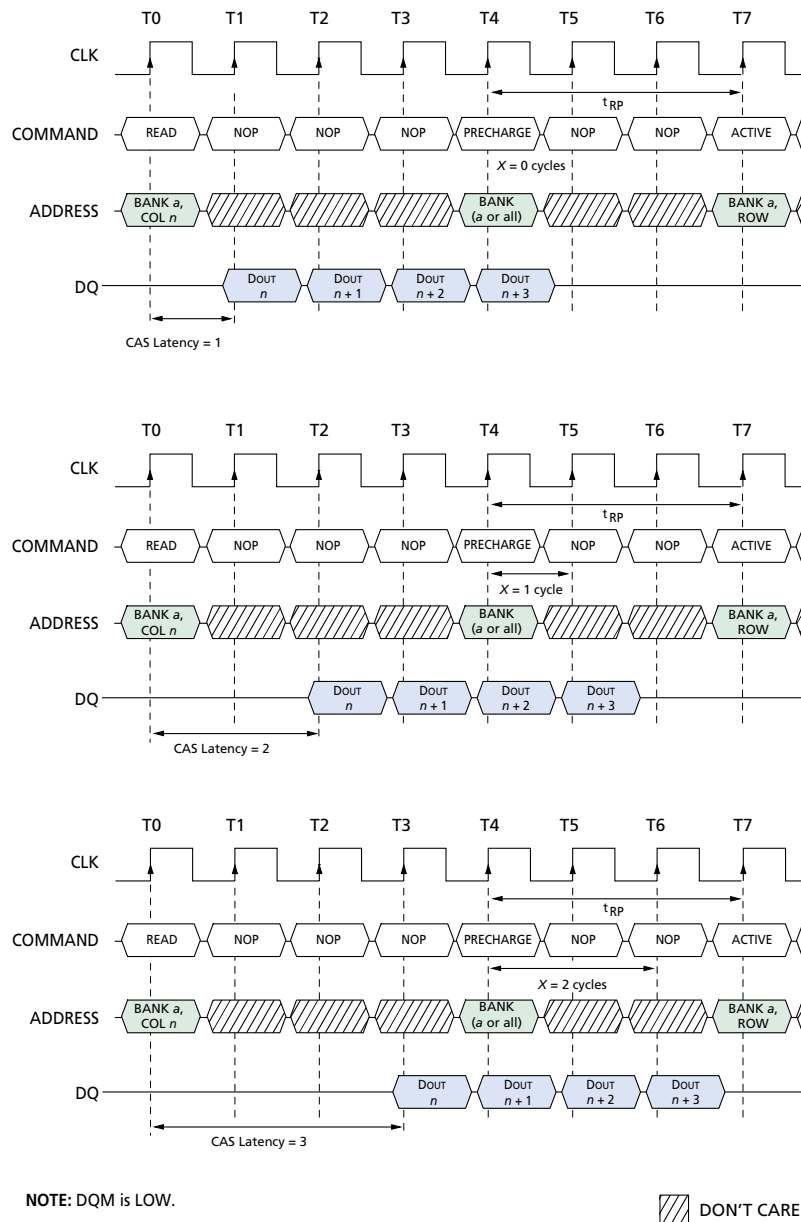 T0 T1 T2 T3 T4 T5 T6 T7
CLK
tRP
COMMAND READ NOP NOP NOP PRECHARGE NOP NOP ACTIVE
X = 0 cycles
ADDRESS BANK a, COL n BANK (a or all) BANK a, ROW
DQ DOUT n DOUT n + 1 DOUT n + 2 DOUT n + 3
CAS Latency = 1
T0 T1 T2 T3 T4 T5 T6 T7
CLK
tRP
COMMAND READ NOP NOP NOP PRECHARGE NOP NOP ACTIVE
X = 1 cycle
ADDRESS BANK a, COL n BANK (a or all) BANK a, ROW
DQ DOUT n DOUT n + 1 DOUT n + 2 DOUT n + 3
CAS Latency = 2
T0 T1 T2 T3 T4 T5 T6 T7
CLK
tRP
COMMAND READ NOP NOP NOP PRECHARGE NOP NOP ACTIVE
X = 2 cycles
ADDRESS BANK a, COL n BANK (a or all) BANK a, ROW
DQ DOUT n DOUT n + 1 DOUT n + 2 DOUT n + 3
CAS Latency = 3
NOTE: DQM is LOW.
DON'T CARE